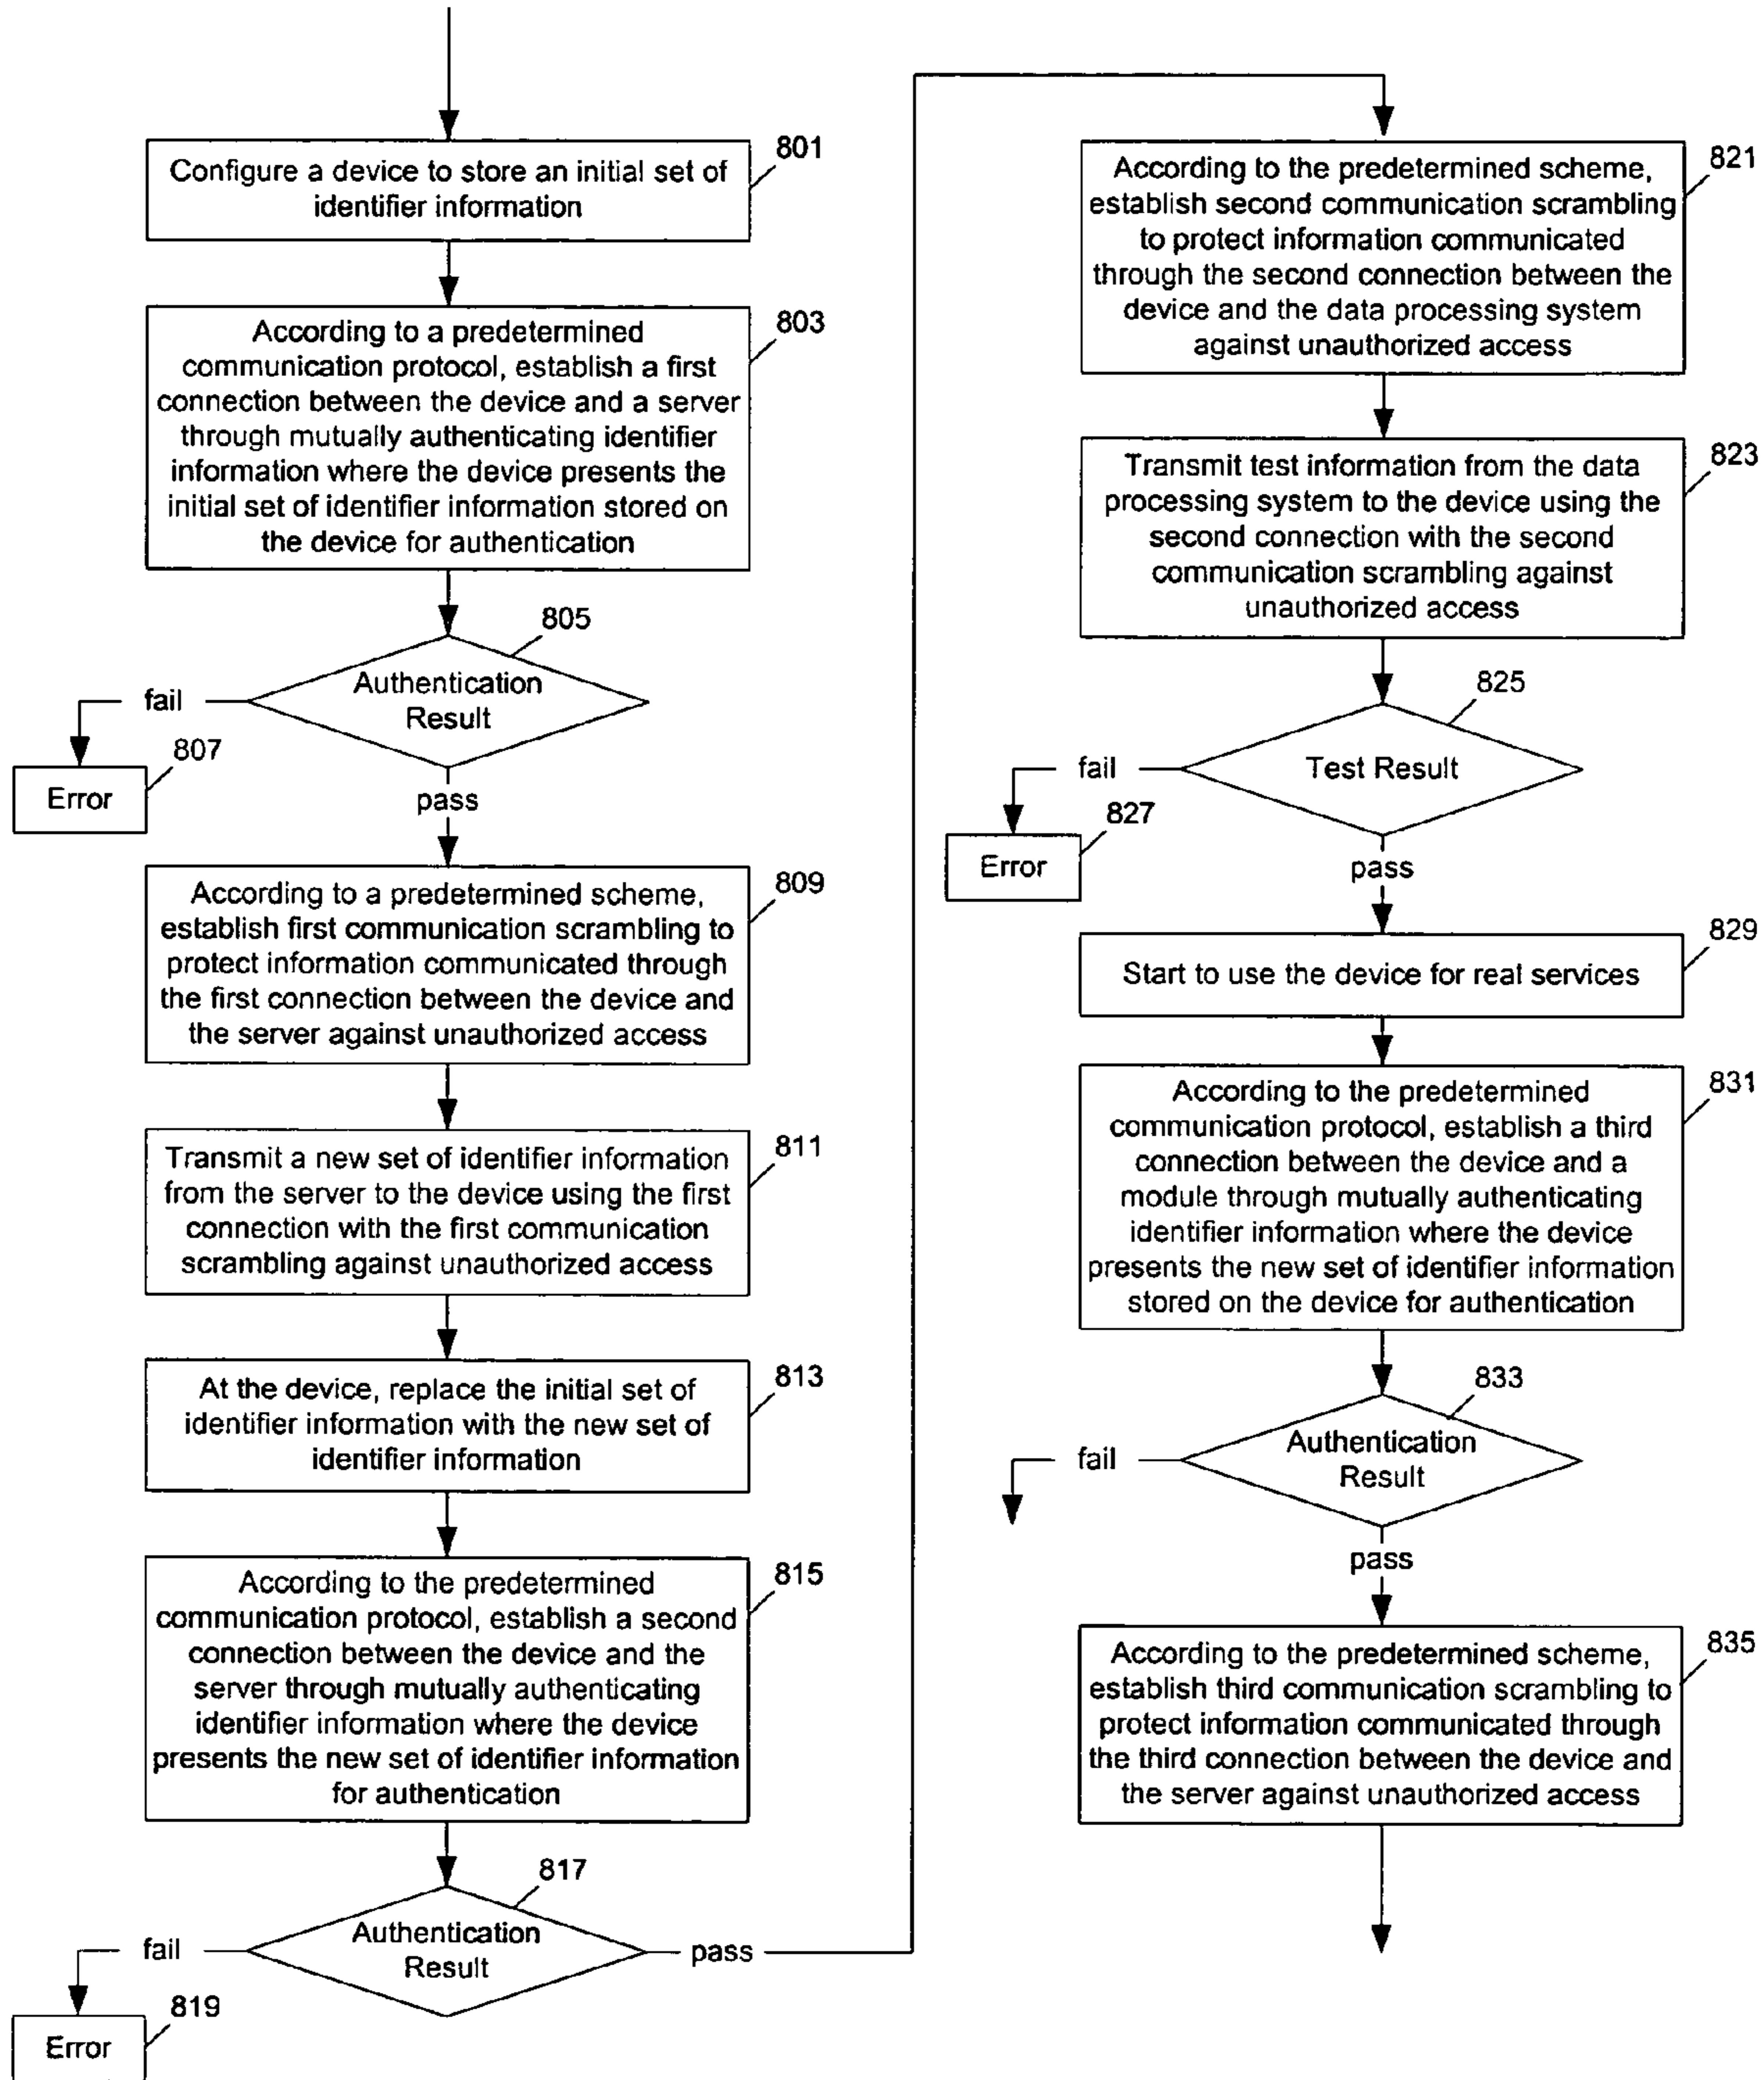 801
Configure a device to store an initial set of
identifier information
803
According to a predetermined
communication protocol, establish a first
connection between the device and a server
through mutually authenticating identifier
information where the device presents the
initial set of identifier information stored on
the device for authentication
805
Authentication
Result
fail
807
Error
pass
809
According to a predetermined scheme,
establish first communication scrambling to
protect information communicated through
the first connection between the device and
the server against unauthorized access
811
Transmit a new set of identifier information
from the server to the device using the first
connection with the first communication
scrambling against unauthorized access
813
At the device, replace the initial set of
identifier information with the new set of
identifier information
815
According to the predetermined
communication protocol, establish a second
connection between the device and the
server through mutually authenticating
identifier information where the device
presents the new set of identifier information
for authentication
817
Authentication
Result
fail
pass
819
Error
821
According to the predetermined scheme,
establish second communication scrambling
to protect information communicated
through the second connection between the
device and the data processing system
against unauthorized access
823
Transmit test information from the data
processing system to the device using the
second connection with the second
communication scrambling against
unauthorized access
825
Test Result
fail
827
Error
pass
829
Start to use the device for real services
831
According to the predetermined
communication protocol, establish a third
connection between the device and a
module through mutually authenticating
identifier information where the device
presents the new set of identifier information
stored on the device for authentication
833
Authentication
Result
fail
pass
835
According to the predetermined scheme,
establish third communication scrambling to
protect information communicated through
the third connection between the device and
the server against unauthorized access